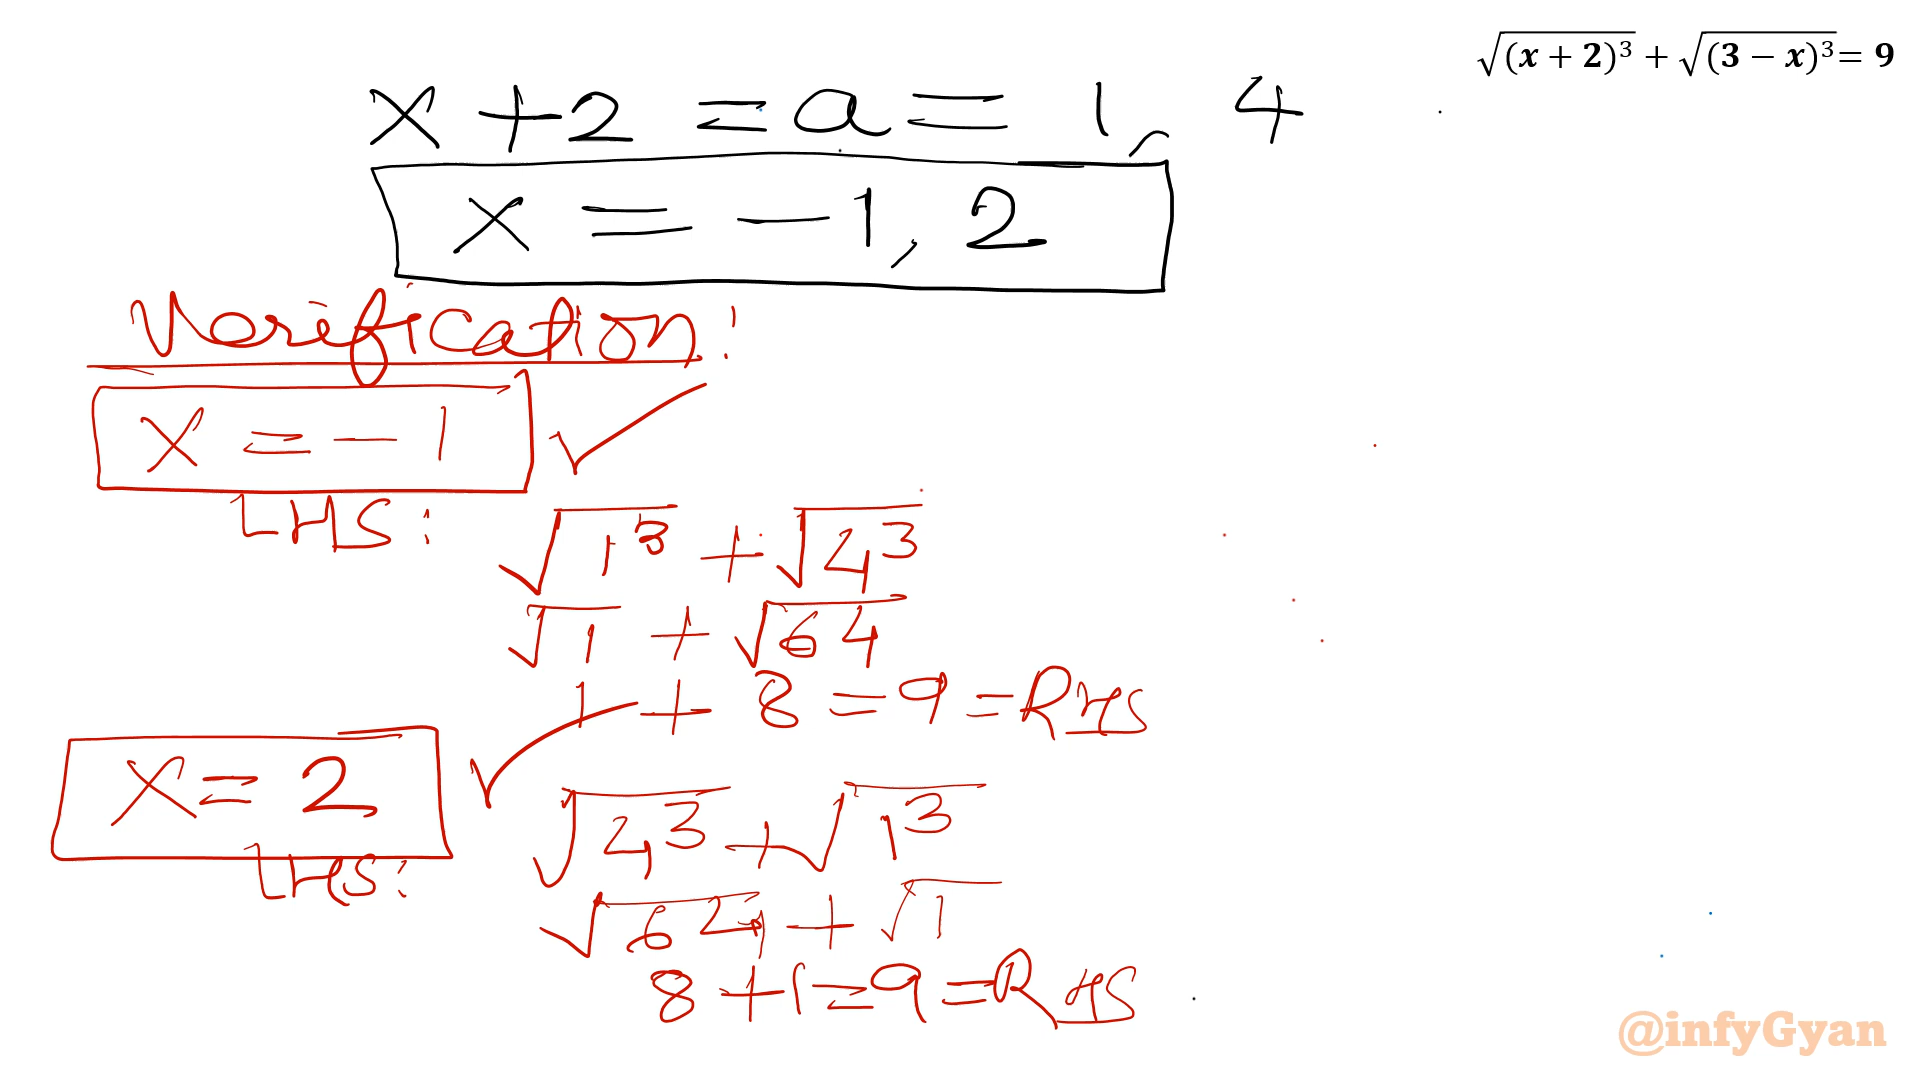 √(x + 2)³ + √(3 − x)³ = 9
x + 2 = a = 1, 4
x = −1, 2
Verification:
x = −1 ✓
LHS:
√1³ + √4³
√1 + √64
1 + 8 = 9 = RHS
x = 2 ✓
LHS:
√4³ + √1³
√64 + √1
8 + 1 = 9 = RHS
@infyGyan